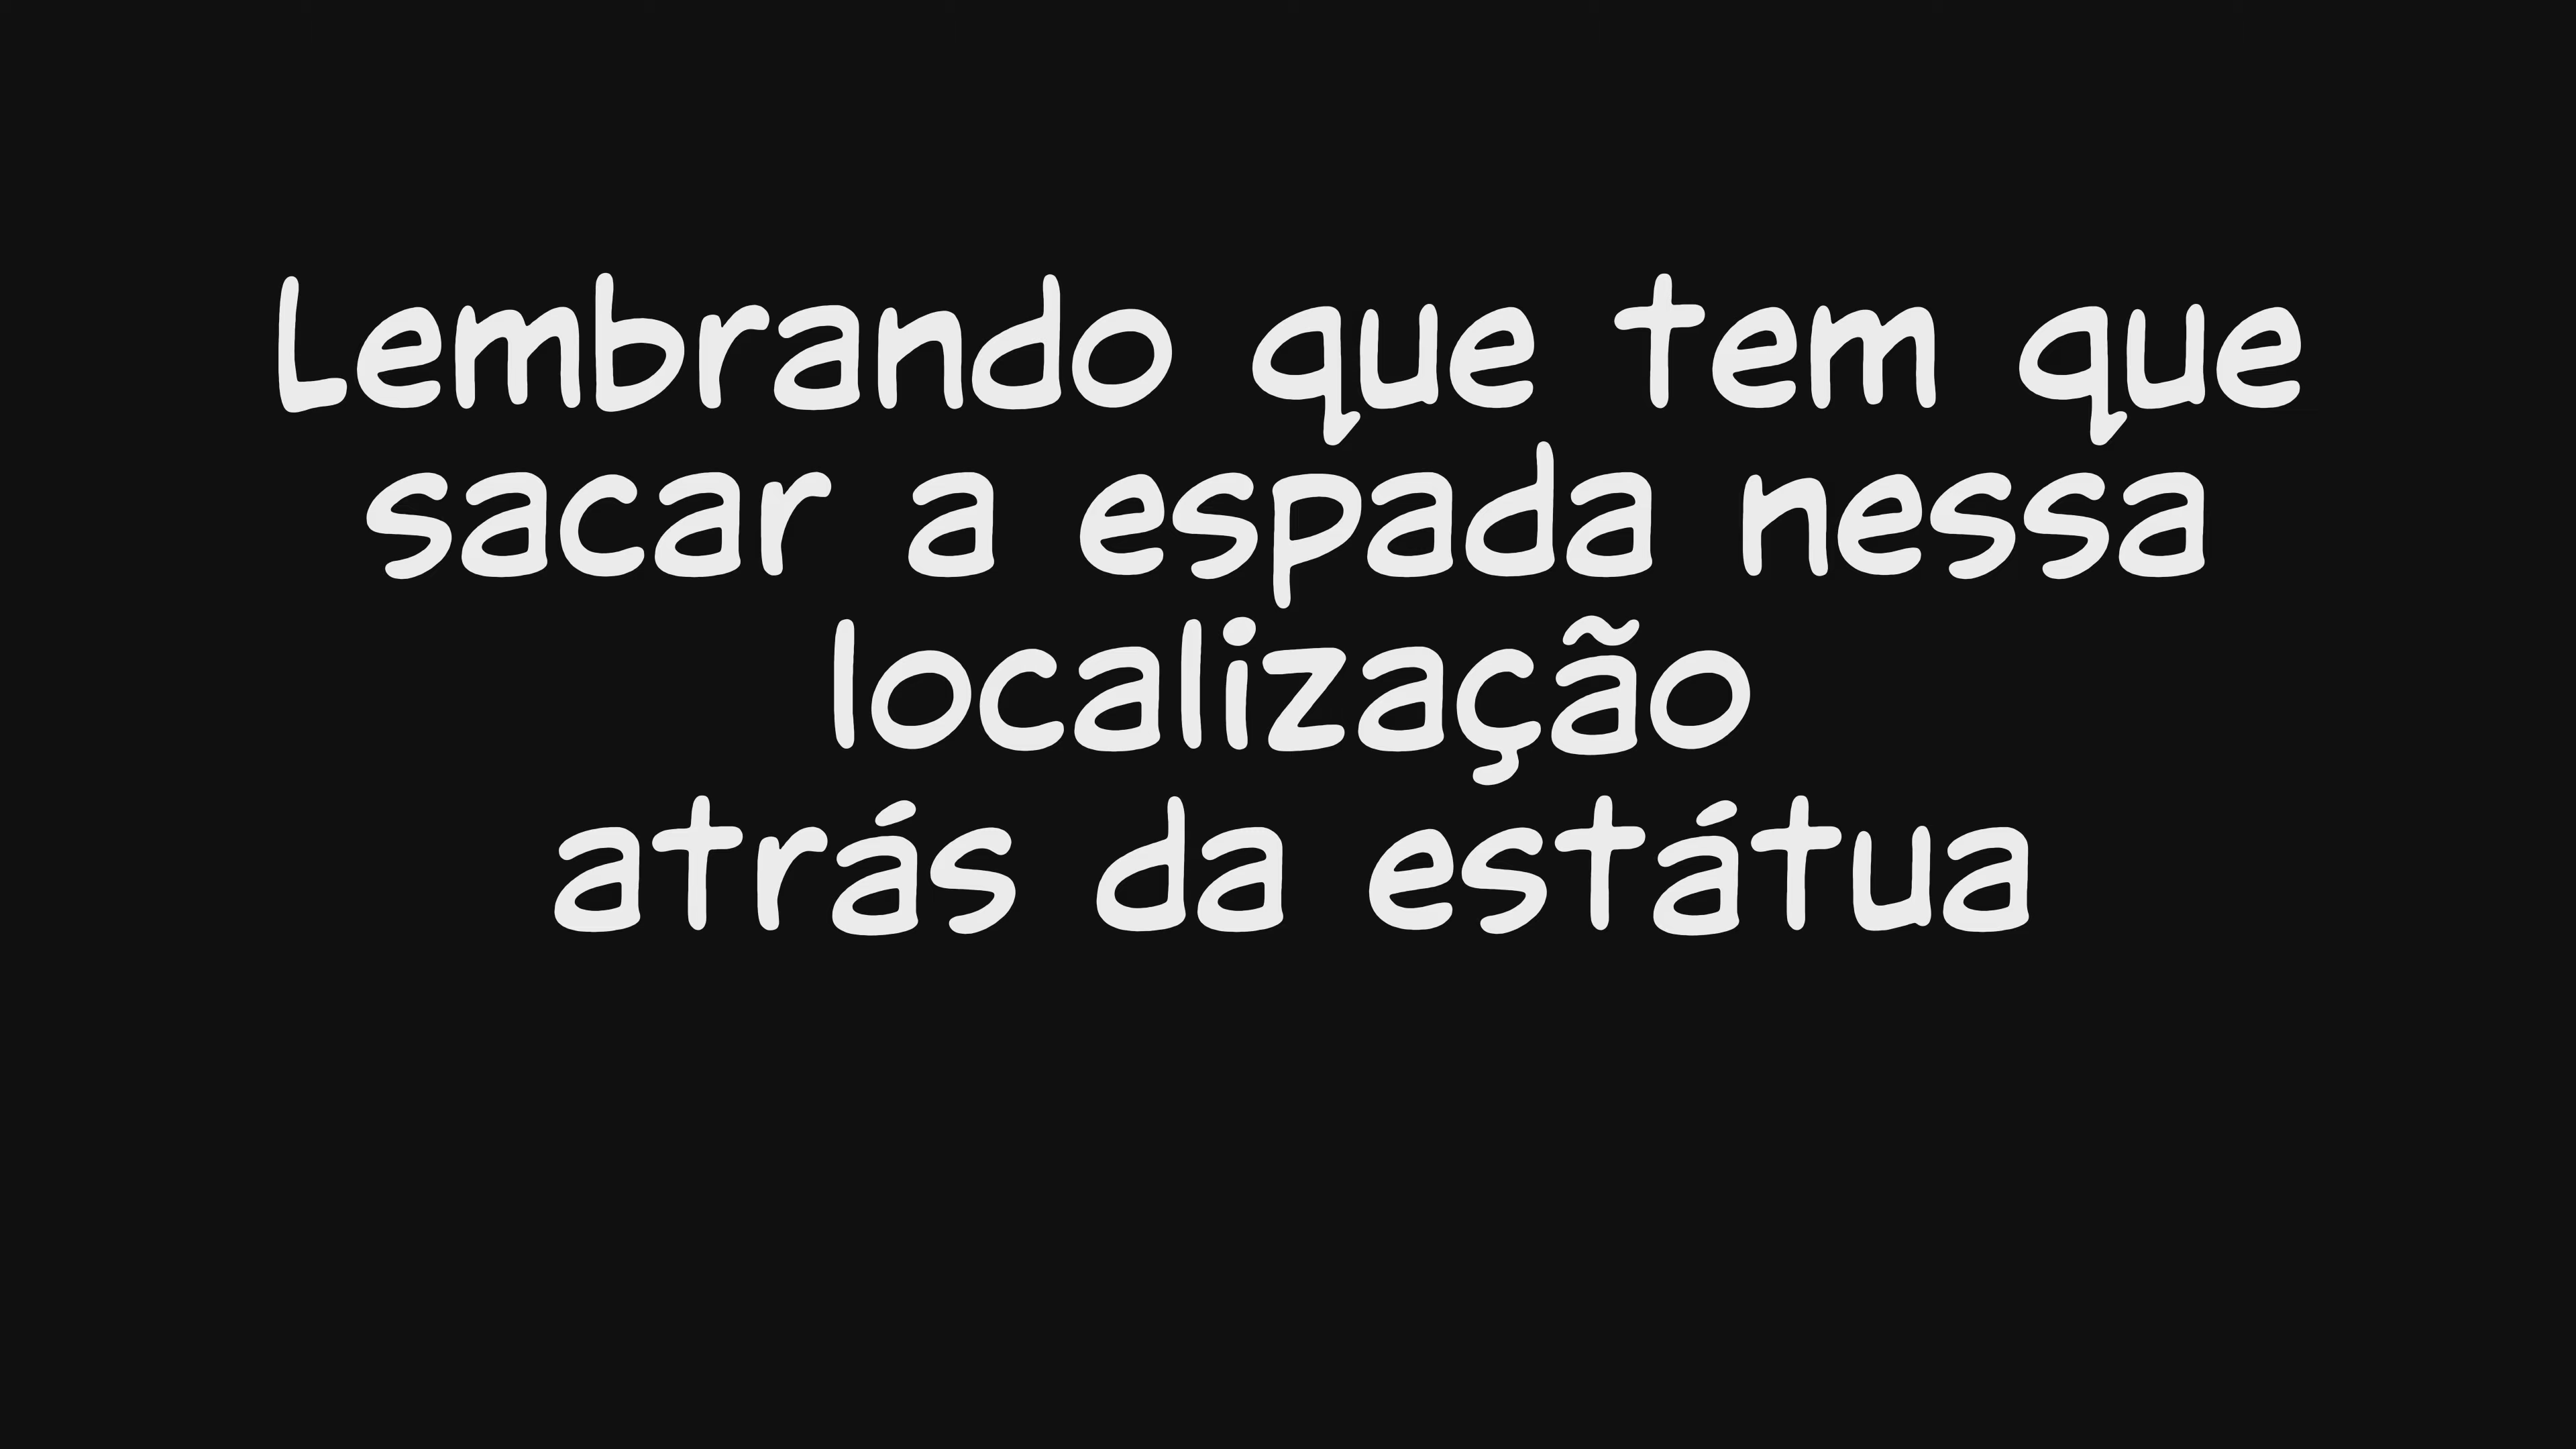 Lembrando que tem que
sacar a espada nessa
localização
atrás da estátua